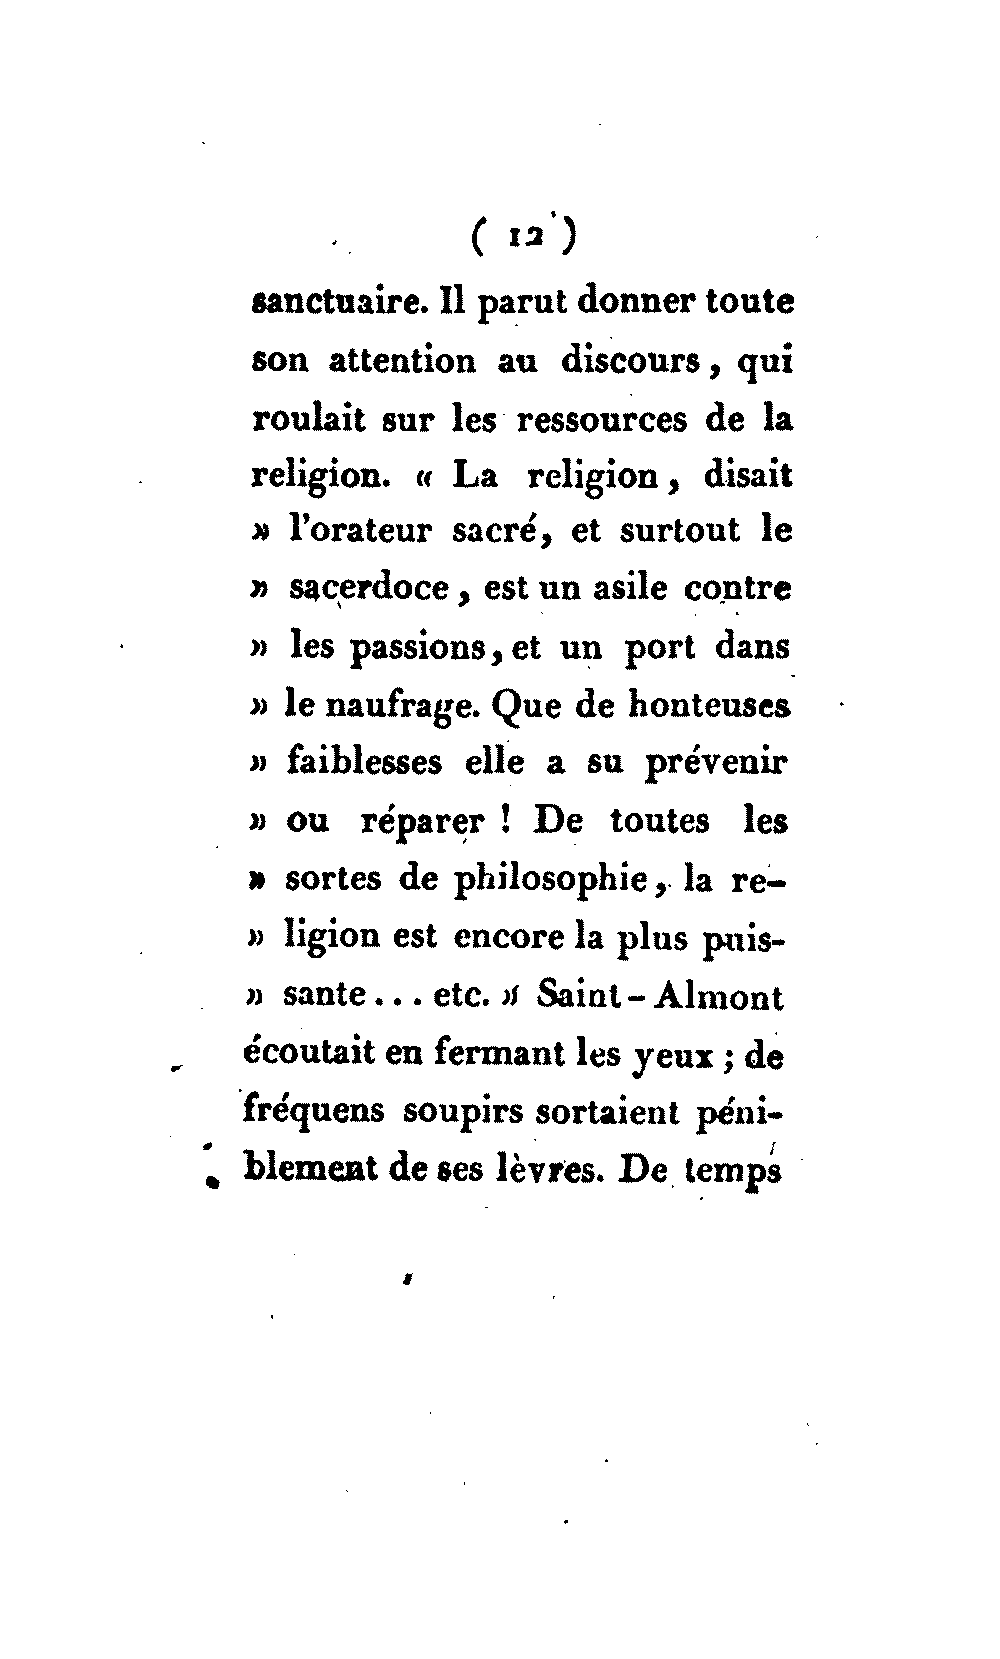 ( 12 )
sanctuaire. Il parut donner toute
son attention au discours, qui
roulait sur les ressources de la
religion. « La religion, disait
» l'orateur sacré, et surtout le
» sacerdoce, est un asile contre
» les passions, et un port dans
» le naufrage. Que de honteuses
» faiblesses elle a su prévenir
» ou réparer ! De toutes les
» sortes de philosophie, la re-
» ligion est encore la plus puis-
» sante... etc. » Saint-Almont
écoutait en fermant les yeux ; de
fréquens soupirs sortaient péni-
blement de ses lèvres. De temps